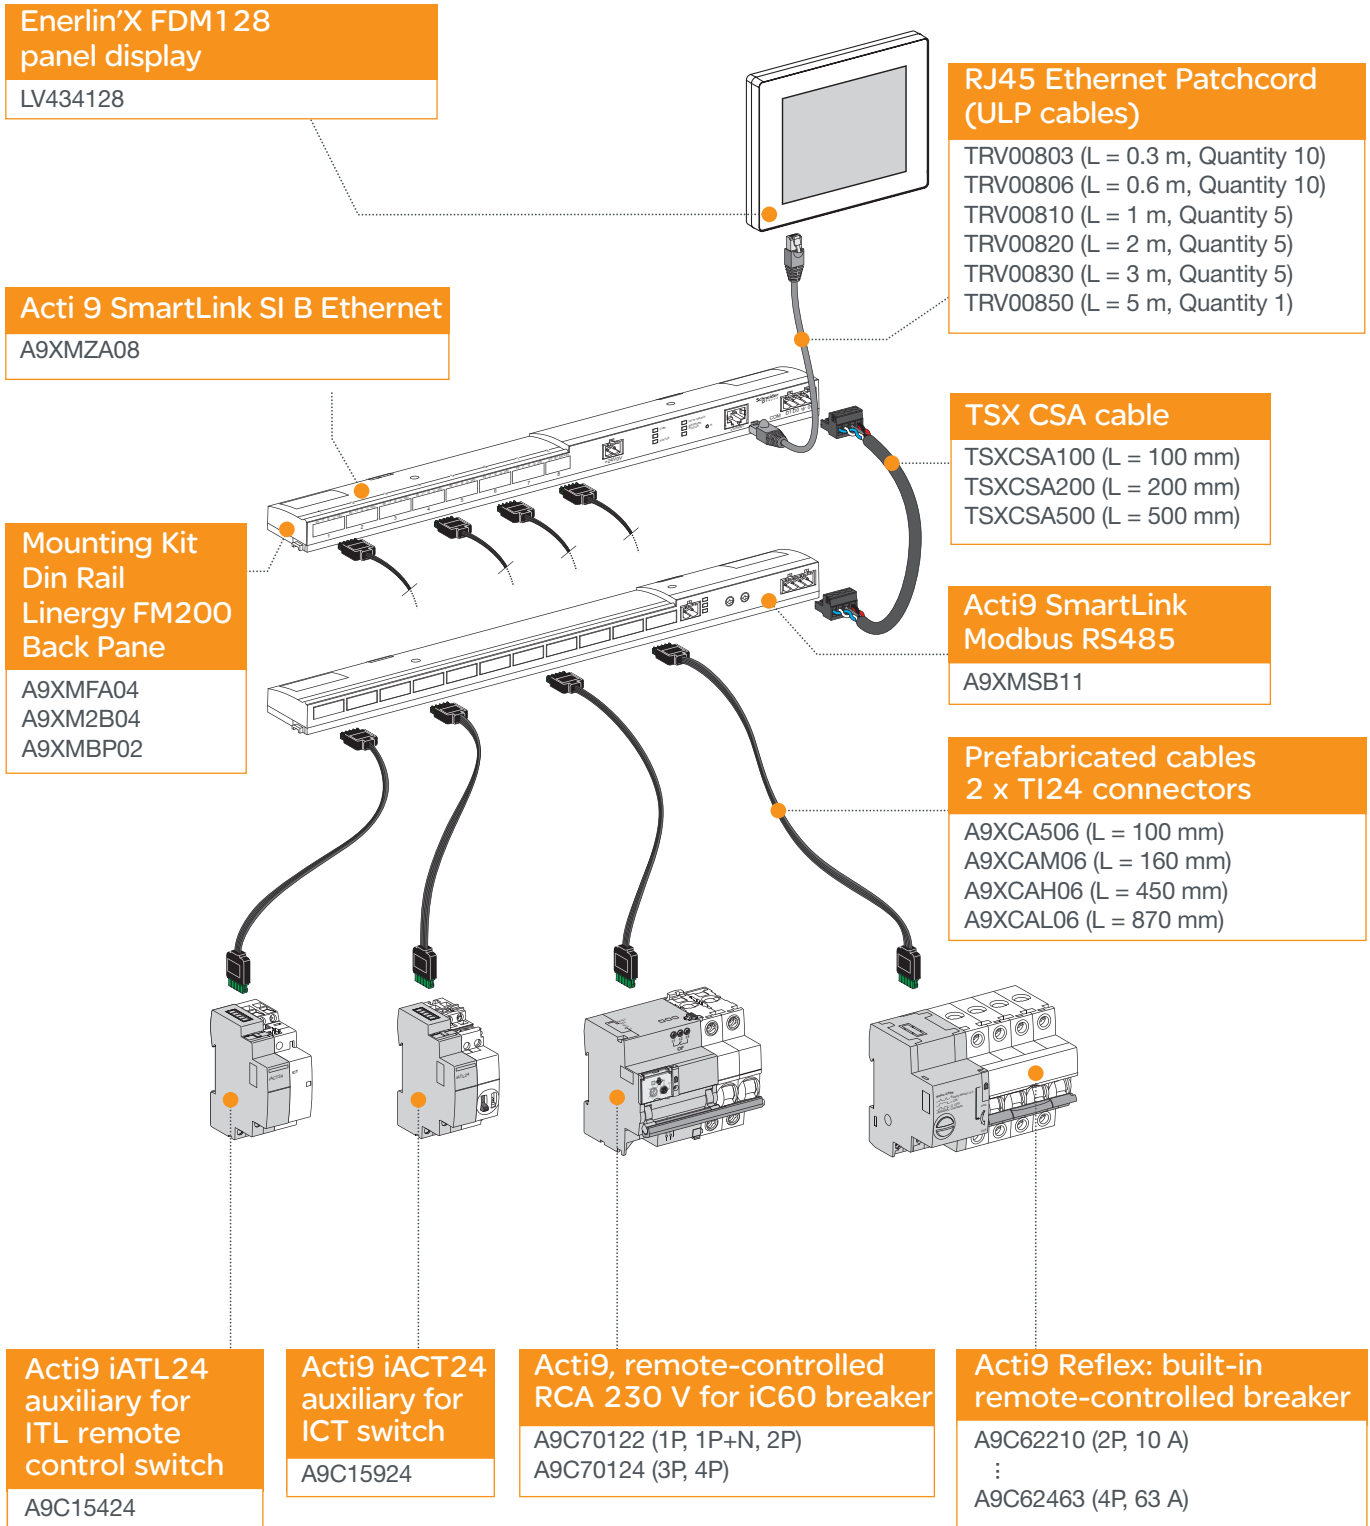 Enerlin’X FDM128
panel display
LV434128
RJ45 Ethernet Patchcord
(ULP cables)
TRV00803 (L = 0.3 m, Quantity 10)
TRV00806 (L = 0.6 m, Quantity 10)
TRV00810 (L = 1 m, Quantity 5)
TRV00820 (L = 2 m, Quantity 5)
TRV00830 (L = 3 m, Quantity 5)
TRV00850 (L = 5 m, Quantity 1)
Acti 9 SmartLink SI B Ethernet
A9XMZA08
Schneider
COM
TSX CSA cable
TSXCSA100 (L = 100 mm)
TSXCSA200 (L = 200 mm)
TSXCSA500 (L = 500 mm)
Mounting Kit
Din Rail
Linergy FM200
Back Pane
A9XMFA04
A9XM2B04
A9XMBP02
Acti9 SmartLink
Modbus RS485
A9XMSB11
Prefabricated cables
2 x TI24 connectors
A9XCA506 (L = 100 mm)
A9XCAM06 (L = 160 mm)
A9XCAH06 (L = 450 mm)
A9XCAL06 (L = 870 mm)
iACT24
iATL24
Acti9 iATL24
auxiliary for
ITL remote
control switch
A9C15424
Acti9 iACT24
auxiliary for
ICT switch
A9C15924
Acti9, remote-controlled
RCA 230 V for iC60 breaker
A9C70122 (1P, 1P+N, 2P)
A9C70124 (3P, 4P)
Acti9 Reflex: built-in
remote-controlled breaker
A9C62210 (2P, 10 A)
⋮
A9C62463 (4P, 63 A)